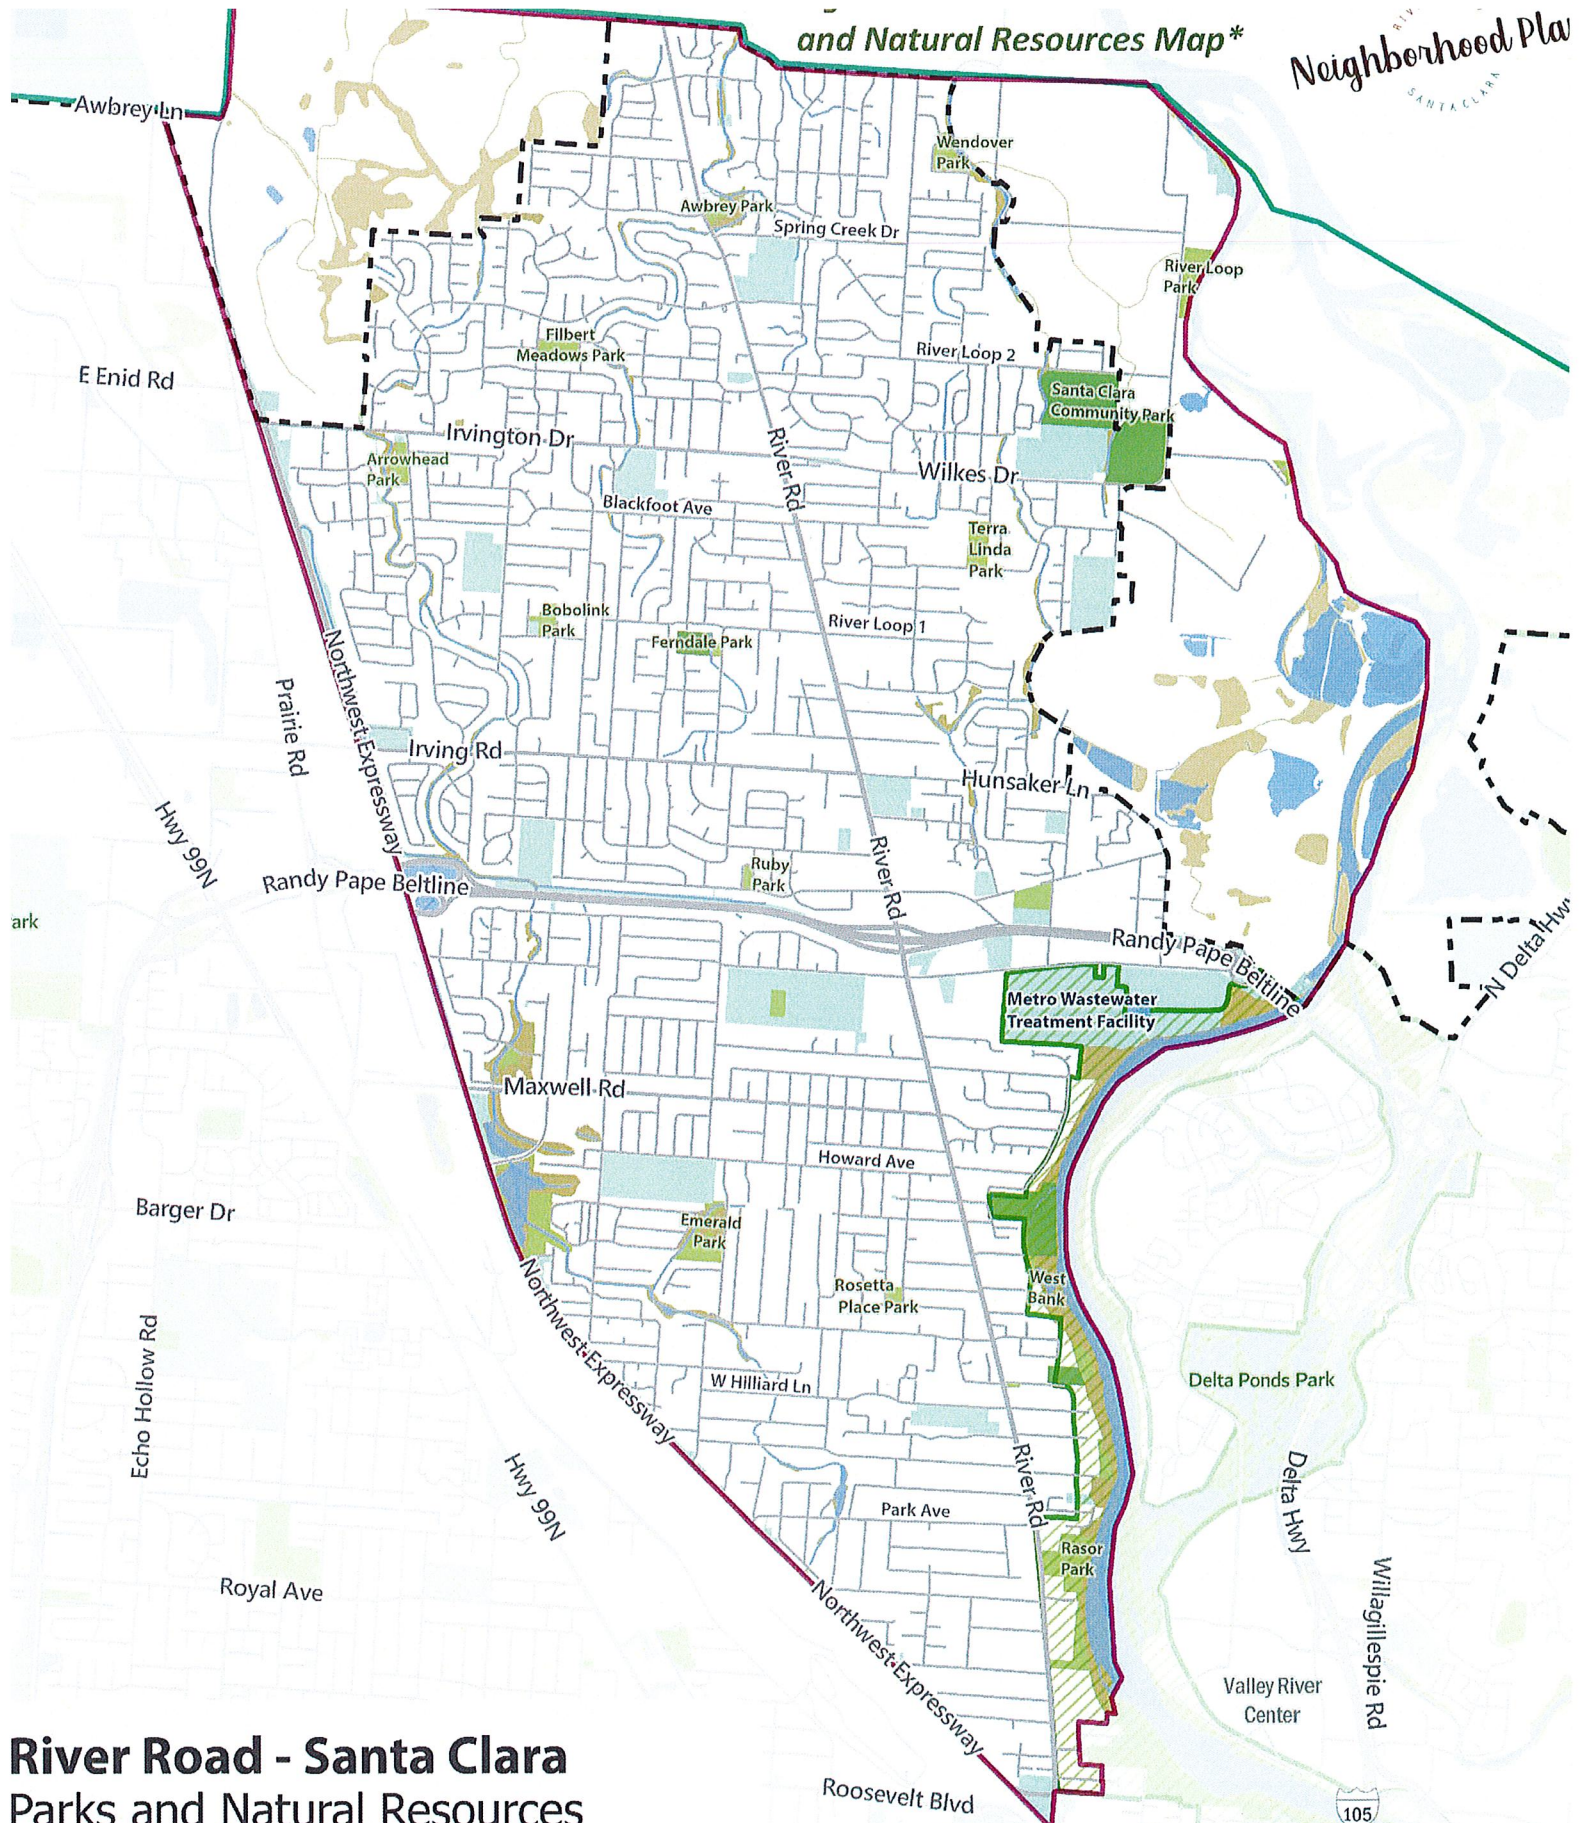 and Natural Resources Map*
Neighborhood Pla
SANTA CLARA
Awbrey Ln
Wendover
Park
Awbrey Park
Spring Creek Dr
River Loop
Park
Filbert
Meadows Park
River Loop 2
E Enid Rd
Santa Clara
Community Park
Irvington Dr
River Rd
Arrowhead
Park
Wilkes Dr
Blackfoot Ave
Terra
Linda
Park
Bobolink
Park
River Loop 1
Ferndale Park
Northwest Expressway
Prairie Rd
Irving Rd
Hunsaker Ln
Hwy 99N
River Rd
Ruby
Park
Randy Pape Beltline
ark
Randy Pape Beltline
N Delta Hw
Metro Wastewater
Treatment Facility
Maxwell Rd
Howard Ave
Barger Dr
Emerald
Park
West
Bank
Rosetta
Place Park
Northwest Expressway
Echo Hollow Rd
W Hilliard Ln
Delta Ponds Park
River Rd
Hwy 99N
Delta Hwy
Park Ave
Rasor
Park
Royal Ave
Willagillespie Rd
Northwest Expressway
Valley River
Center
River Road - Santa Clara
Roosevelt Blvd
Parks and Natural Resources
105